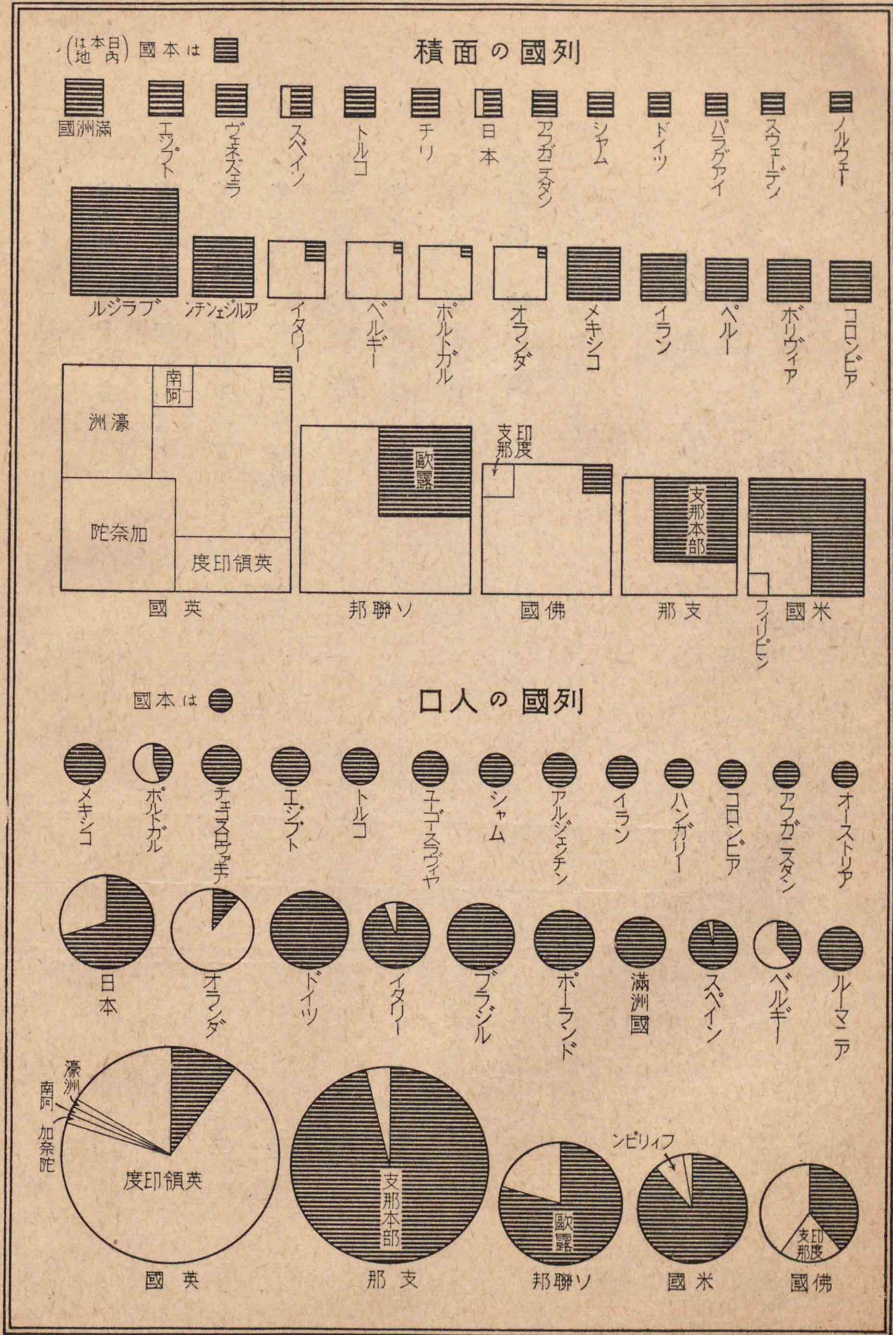 列國の面積
は本國(日本は内地)
ノルウェー
スウェーデン
パラグアイ
ドイツ
シャム
アフガニスタン
日本
チリ
トルコ
スペイン
ヴェネズェラ
エジプト
滿洲國
コロンビア
ボリヴィア
ペルー
イラン
メキシコ
オランダ
ポルトガル
ベルギー
イタリー
アルジェンチン
ブラジル
米國
フィリピン
支那
支那本部
佛國
印度支那
ソ聯邦
歐露
英國
南阿
濠洲
加奈陀
英領印度
列國の人口
は本國
オーストリア
アフガニスタン
コロンビア
ハンガリー
イラン
アルジェンチン
シャム
ユーゴースラヴィヤ
トルコ
エジプト
チェコスロヴァキア
ポルトガル
メキシコ
ルーマニア
ベルギー
スペイン
滿洲國
ポーランド
ブラジル
イタリー
ドイツ
オランダ
日本
佛國
印度支那
米國
フィリピン
ソ聯邦
歐露
支那
支那本部
英國
英領印度
濠洲
南阿
加奈陀